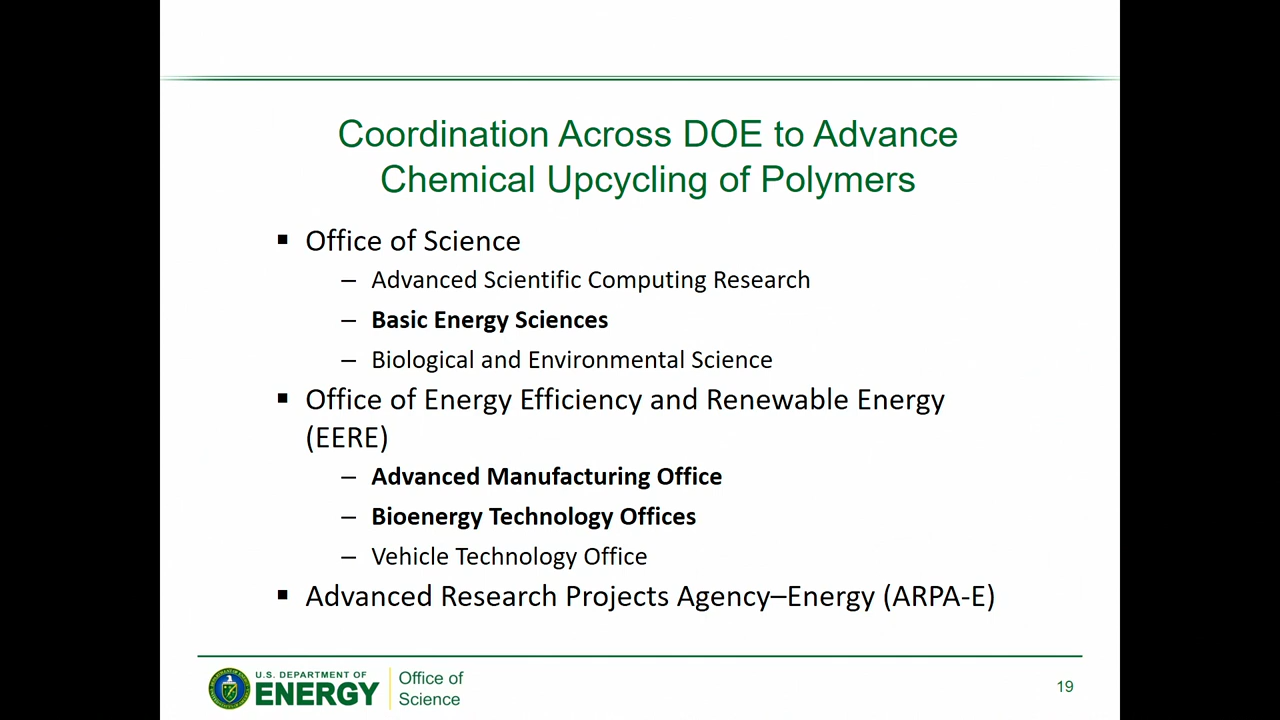 Coordination Across DOE to Advance
Chemical Upcycling of Polymers
▪ Office of Science
– Advanced Scientific Computing Research
– Basic Energy Sciences
– Biological and Environmental Science
▪ Office of Energy Efficiency and Renewable Energy
(EERE)
– Advanced Manufacturing Office
– Bioenergy Technology Offices
– Vehicle Technology Office
▪ Advanced Research Projects Agency–Energy (ARPA-E)
U.S. DEPARTMENT OF
ENERGY
Office of
Science
19